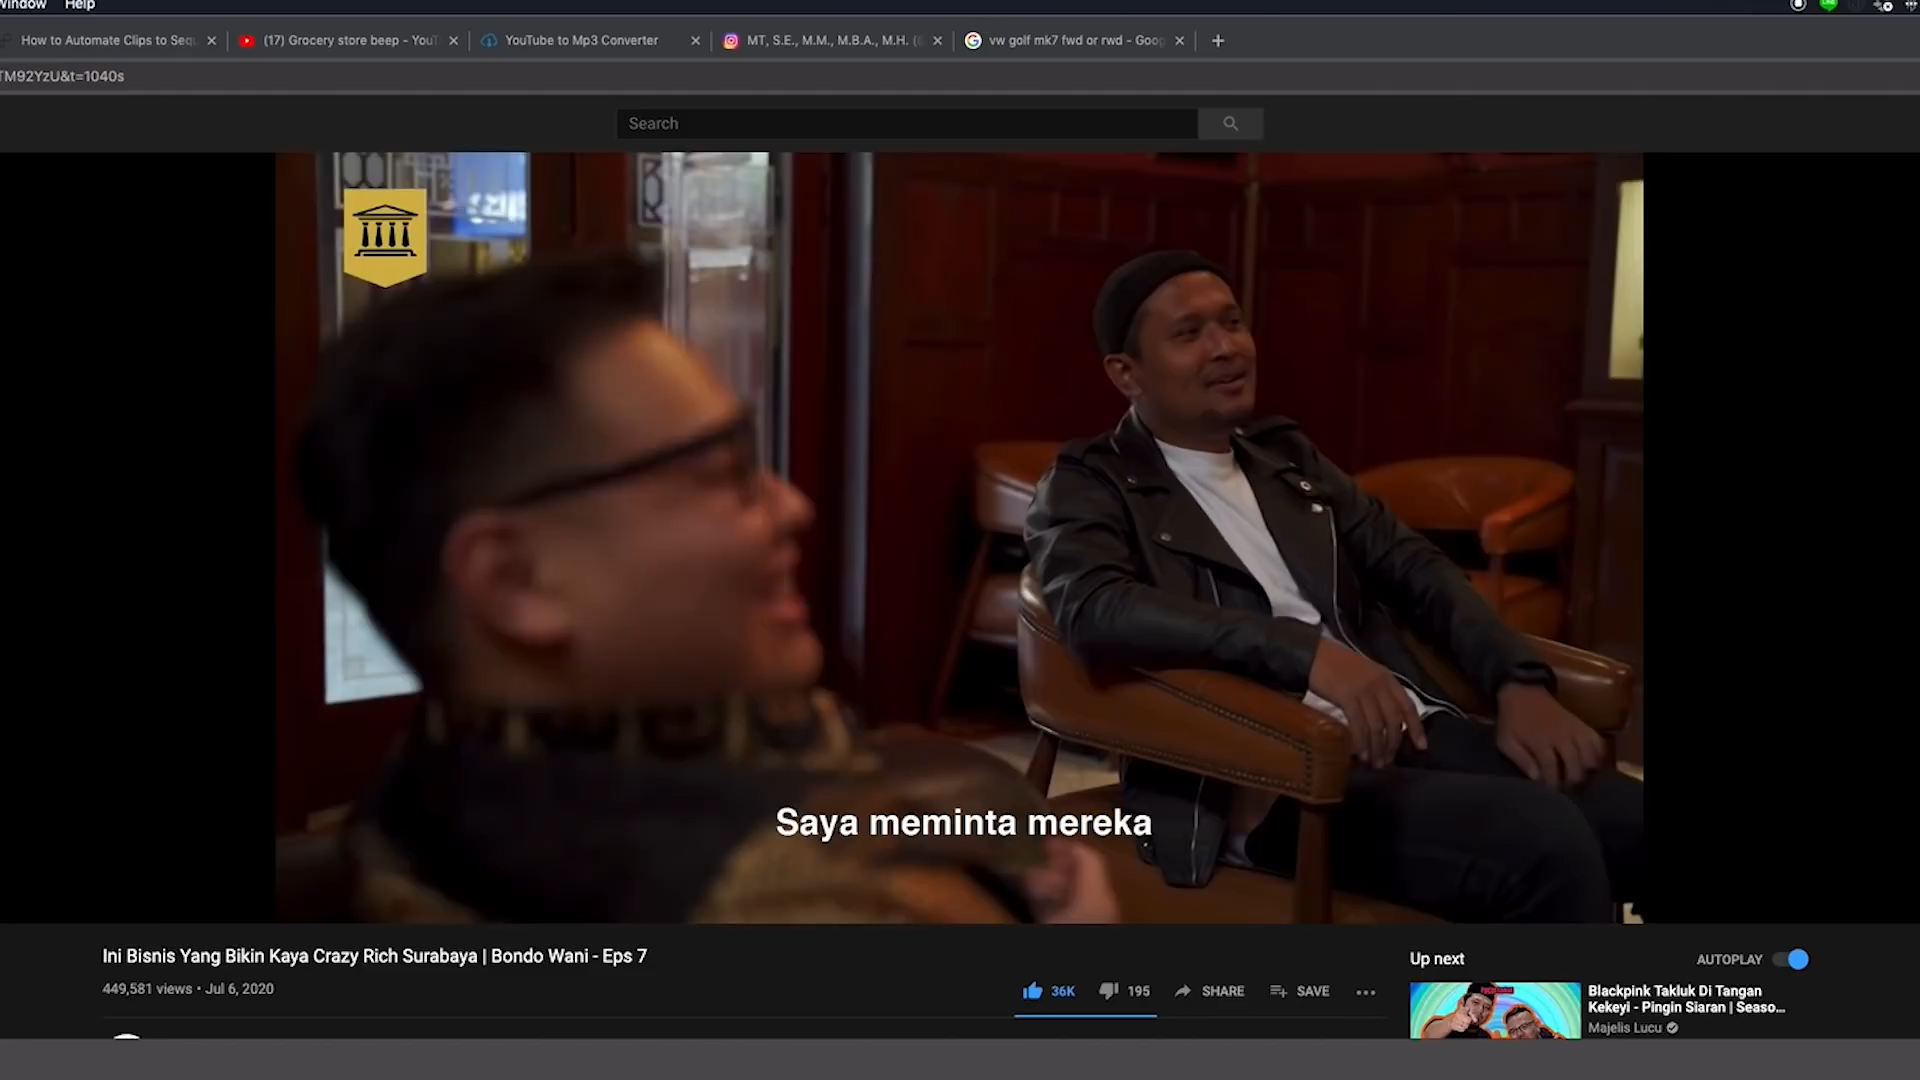 Window Help
How to Automate Clips to Sequ
(17) Grocery store beep - YouT
YouTube to Mp3 Converter
MT, S.E., M.M., M.B.A., M.H. (
vw golf mk7 fwd or rwd - Goog
TM92YzU&t=1040s
Search
Saya meminta mereka
Ini Bisnis Yang Bikin Kaya Crazy Rich Surabaya | Bondo Wani - Eps 7
449,581 views • Jul 6, 2020
36K 195 SHARE SAVE
Up next AUTOPLAY
Blackpink Takluk Di Tangan
Kekeyi - Pingin Siaran | Seaso...
Majelis Lucu